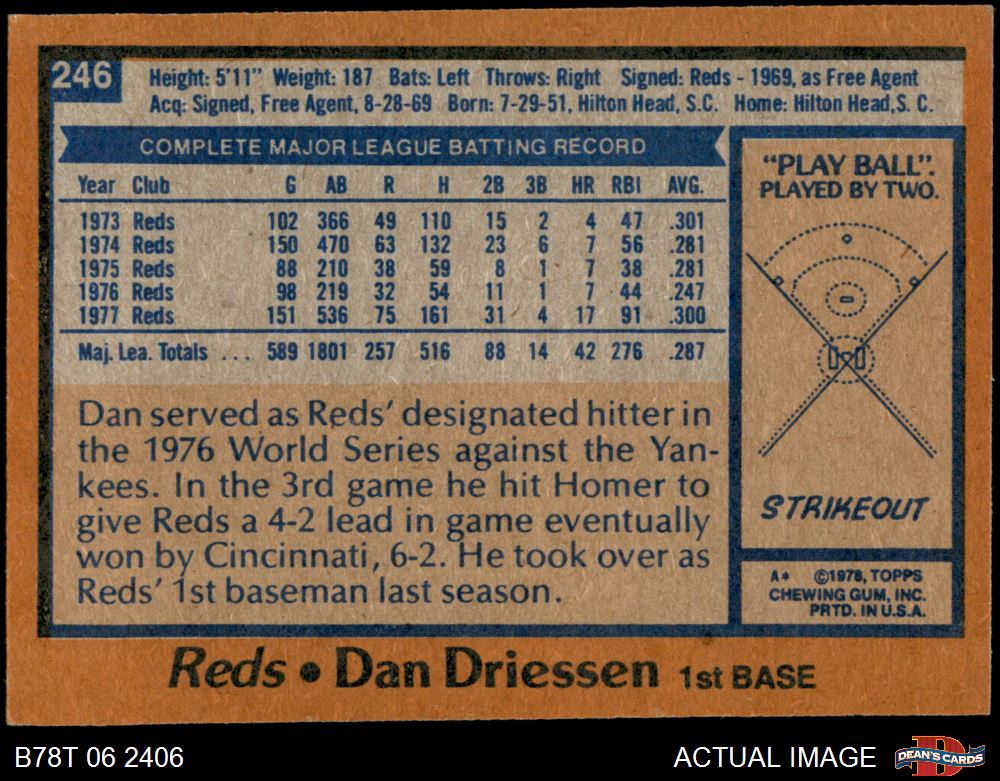 246
Height: 5'11" Weight: 187 Bats: Left Throws: Right Signed: Reds - 1969, as Free Agent
Acq: Signed, Free Agent, 8-28-69 Born: 7-29-51, Hilton Head, S.C. Home: Hilton Head, S. C.
COMPLETE MAJOR LEAGUE BATTING RECORD
Year Club G AB R H 2B 3B HR RBI AVG.
1973 Reds 102 366 49 110 15 2 4 47 .301
1974 Reds 150 470 63 132 23 6 7 56 .281
1975 Reds 88 210 38 59 8 1 7 38 .281
1976 Reds 98 219 32 54 11 1 7 44 .247
1977 Reds 151 536 75 161 31 4 17 91 .300
Maj. Lea. Totals ... 589 1801 257 516 88 14 42 276 .287
Dan served as Reds' designated hitter in
the 1976 World Series against the Yan-
kees. In the 3rd game he hit Homer to
give Reds a 4-2 lead in game eventually
won by Cincinnati, 6-2. He took over as
Reds' 1st baseman last season.
"PLAY BALL".
PLAYED BY TWO.
STRIKEOUT
A* ©1978, TOPPS
CHEWING GUM, INC.
PRTD. IN U.S.A.
Reds • Dan Driessen 1st BASE
B78T 06 2406
ACTUAL IMAGE
D
DEAN'S CARDS